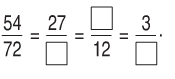 54/72 = 27/□ = □/12 = 3/□.